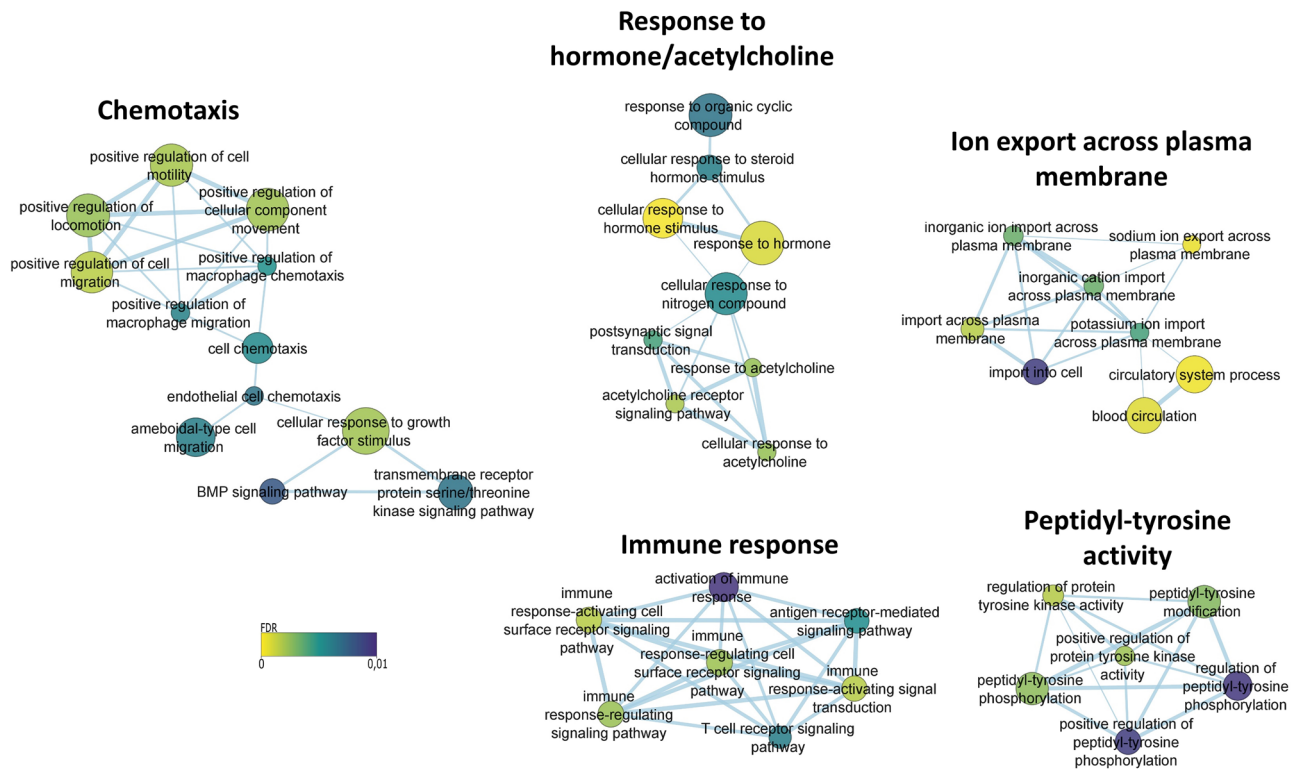 Chemotaxis
positive regulation of cell
motility
positive regulation of
cellular component
movement
positive regulation of
locomotion
positive regulation of cell
migration
positive regulation of
macrophage chemotaxis
positive regulation of
macrophage migration
cell chemotaxis
endothelial cell chemotaxis
ameboidal-type cell
migration
cellular response to growth
factor stimulus
BMP signaling pathway
transmembrane receptor
protein serine/threonine
kinase signaling pathway
FDR
0
0,01
Response to
hormone/acetylcholine
response to organic cyclic
compound
cellular response to steroid
hormone stimulus
cellular response to
hormone stimulus
response to hormone
cellular response to
nitrogen compound
postsynaptic signal
transduction
response to acetylcholine
acetylcholine receptor
signaling pathway
cellular response to
acetylcholine
Ion export across plasma
membrane
inorganic ion import across
plasma membrane
sodium ion export across
plasma membrane
inorganic cation import
across plasma membrane
import across plasma
membrane
potassium ion import
across plasma membrane
import into cell
circulatory system process
blood circulation
Immune response
activation of immune
response
immune
response-activating cell
surface receptor signaling
pathway
antigen receptor-mediated
signaling pathway
immune
response-regulating cell
surface receptor signaling
pathway
immune
response-activating signal
transduction
immune
response-regulating
signaling pathway
T cell receptor signaling
pathway
Peptidyl-tyrosine
activity
regulation of protein
tyrosine kinase activity
peptidyl-tyrosine
modification
positive regulation of
protein tyrosine kinase
activity
peptidyl-tyrosine
phosphorylation
regulation of
peptidyl-tyrosine
phosphorylation
positive regulation of
peptidyl-tyrosine
phosphorylation